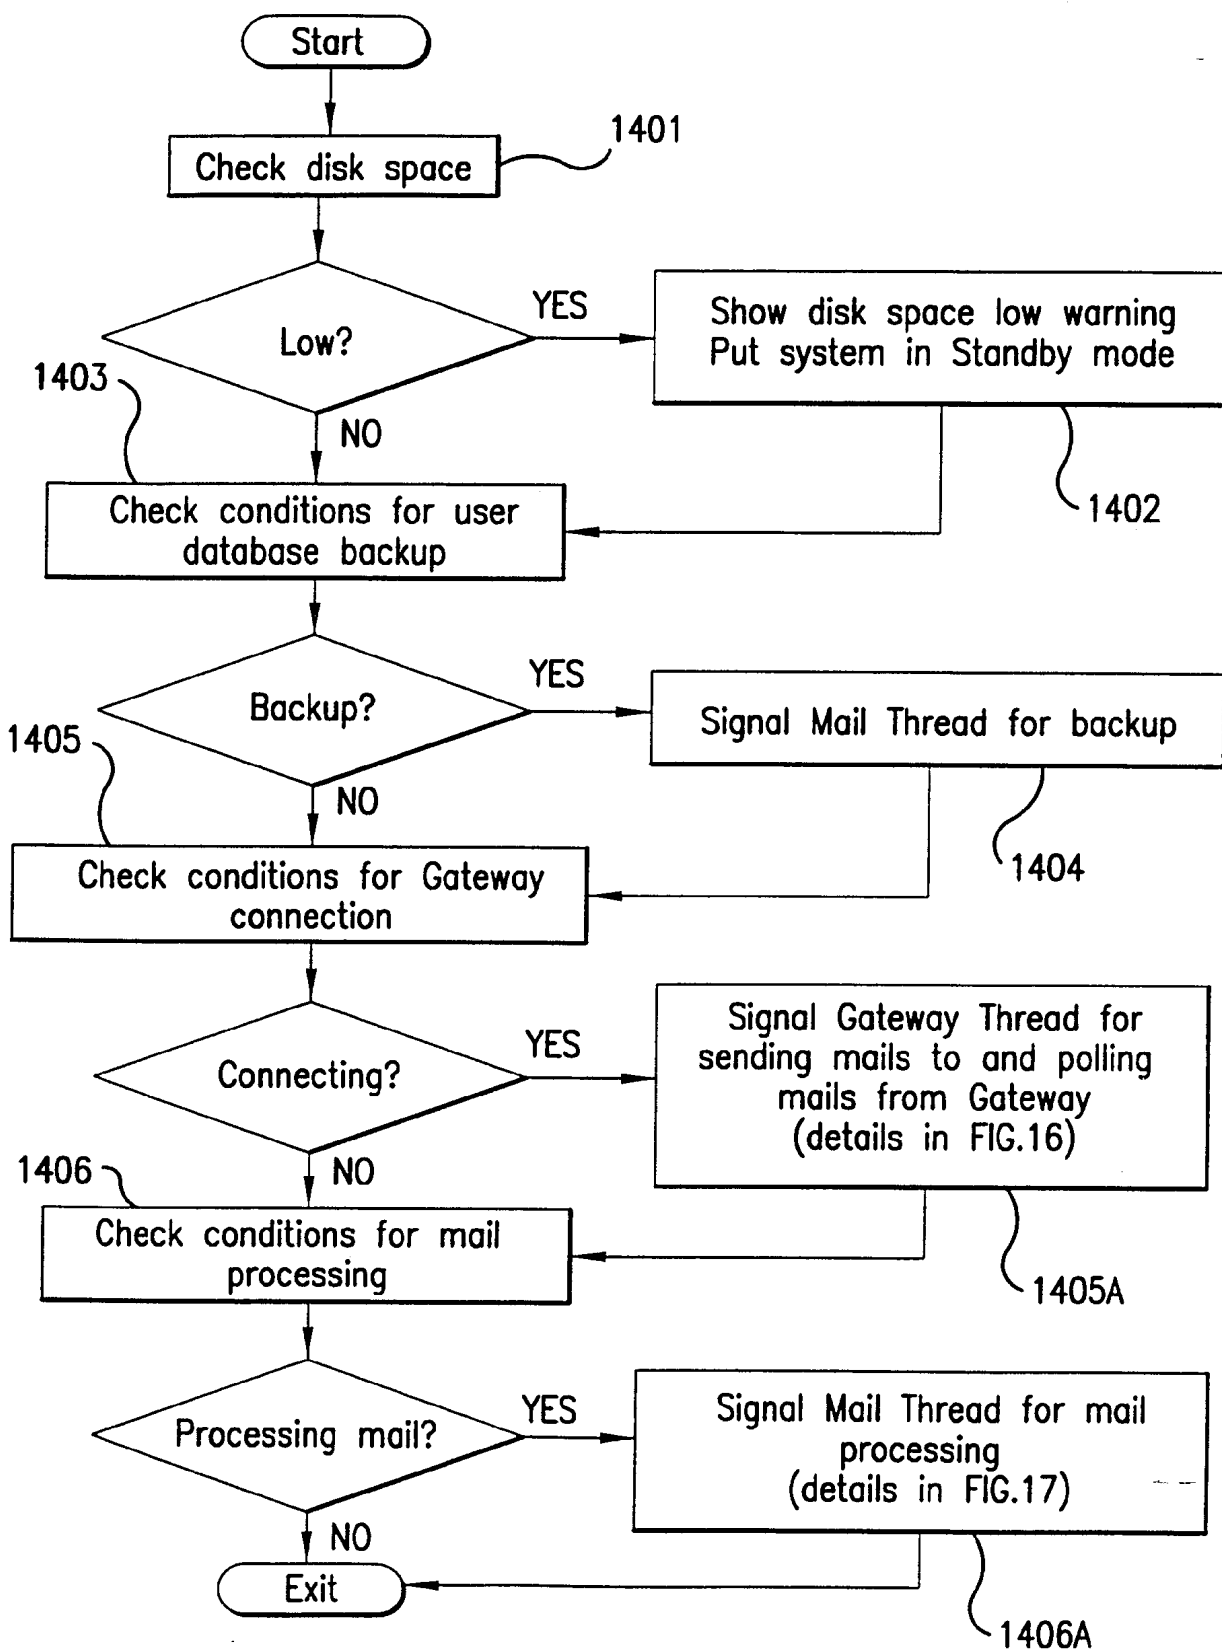 Start
Check disk space
1401
Low?
YES
Show disk space low warning
Put system in Standby mode
1402
NO
1403
Check conditions for user
database backup
Backup?
YES
Signal Mail Thread for backup
1404
NO
1405
Check conditions for Gateway
connection
Connecting?
YES
Signal Gateway Thread for
sending mails to and polling
mails from Gateway
(details in FIG.16)
1405A
NO
1406
Check conditions for mail
processing
Processing mail?
YES
Signal Mail Thread for mail
processing
(details in FIG.17)
1406A
NO
Exit